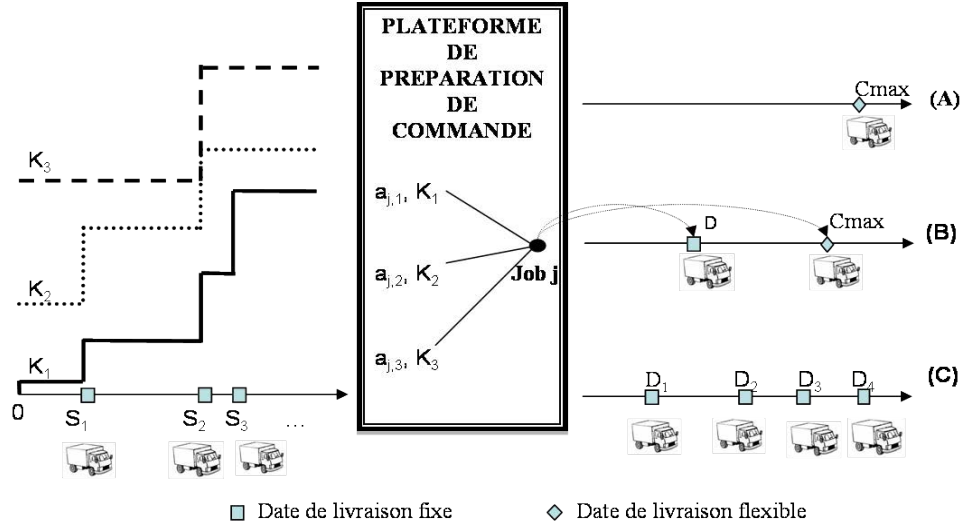 PLATEFORME
DE
PREPARATION
DE
COMMANDE
K3
K2
K1
0
S1
S2
S3
...
aj,1, K1
aj,2, K2
aj,3, K3
Job j
Cmax
(A)
D
Cmax
(B)
D1
D2
D3
D4
(C)
Date de livraison fixe
Date de livraison flexible